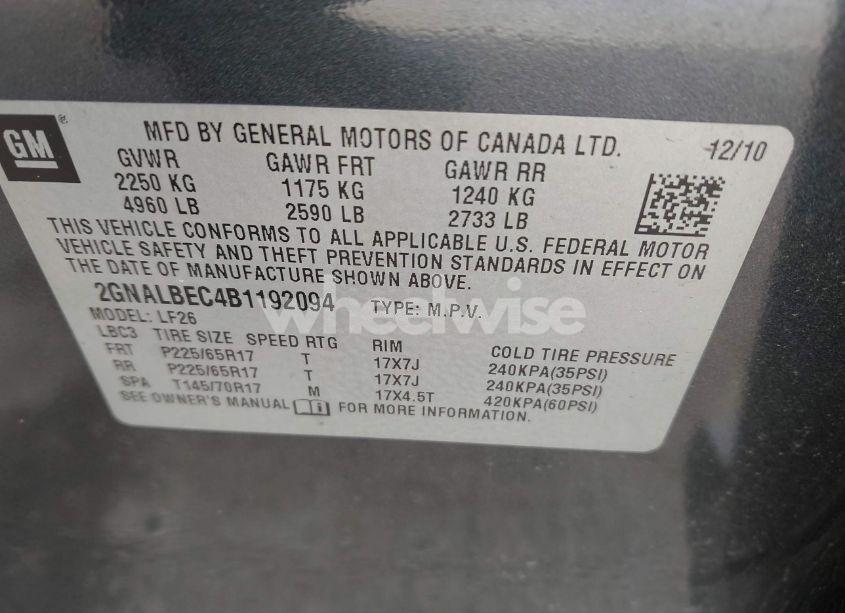 GM®
MFD BY GENERAL MOTORS OF CANADA LTD. 12/10
GVWR GAWR FRT GAWR RR
2250 KG 1175 KG 1240 KG
4960 LB 2590 LB 2733 LB
THIS VEHICLE CONFORMS TO ALL APPLICABLE U.S. FEDERAL MOTOR
VEHICLE SAFETY AND THEFT PREVENTION STANDARDS IN EFFECT ON
THE DATE OF MANUFACTURE SHOWN ABOVE.
2GNALBEC4B1192094 TYPE: M.P.V.
wheelwise
MODEL: LF26
LBC3 TIRE SIZE SPEED RTG RIM COLD TIRE PRESSURE
FRT P225/65R17 T 17X7J 240KPA(35PSI)
RR P225/65R17 T 17X7J 240KPA(35PSI)
SPA T145/70R17 M 17X4.5T 420KPA(60PSI)
SEE OWNER'S MANUAL FOR MORE INFORMATION.